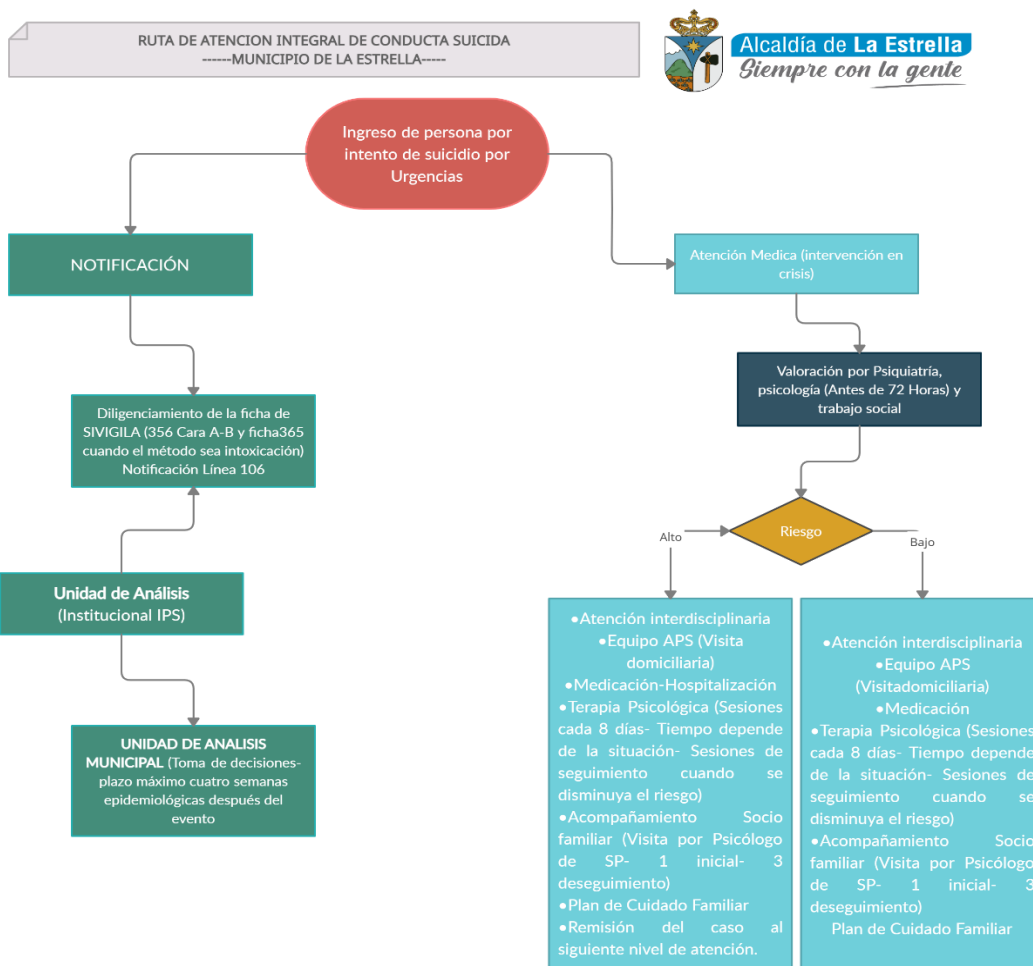 RUTA DE ATENCION INTEGRAL DE CONDUCTA SUICIDA
------MUNICIPIO DE LA ESTRELLA-----
Alcaldía de La Estrella
Siempre con la gente
Ingreso de persona por
intento de suicidio por
Urgencias
NOTIFICACIÓN
Atención Medica (intervención en
crisis)
Valoración por Psiquiatría,
psicología (Antes de 72 Horas) y
trabajo social
Diligenciamiento de la ficha de
SIVIGILA (356 Cara A-B y ficha365
cuando el método sea intoxicación)
Notificación Línea 106
Riesgo
Alto
Bajo
Unidad de Análisis
(Institucional IPS)
UNIDAD DE ANALISIS
MUNICIPAL (Toma de decisiones-
plazo máximo cuatro semanas
epidemiológicas después del
evento
•Atención interdisciplinaria
•Equipo APS (Visita
domiciliaria)
•Medicación-Hospitalización
•Terapia Psicológica (Sesiones
cada 8 días- Tiempo depende
de la situación- Sesiones de
seguimiento cuando se
disminuya el riesgo)
•Acompañamiento Socio
familiar (Visita por Psicólogo
de SP- 1 inicial- 3
deseguimiento)
•Plan de Cuidado Familiar
•Remisión del caso al
siguiente nivel de atención.
•Atención interdisciplinaria
•Equipo APS
(Visitadomiciliaria)
•Medicación
•Terapia Psicológica (Sesiones
cada 8 días- Tiempo depende
de la situación- Sesiones de
seguimiento cuando se
disminuya el riesgo)
•Acompañamiento Socio
familiar (Visita por Psicólogo
de SP- 1 inicial- 3
deseguimiento)
Plan de Cuidado Familiar